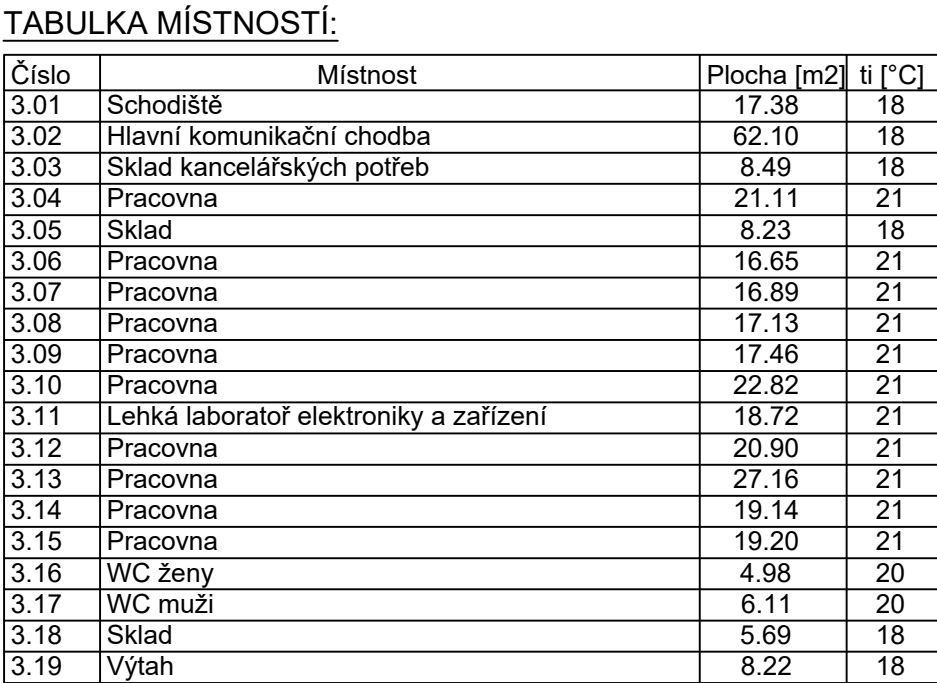 TABULKA MÍSTNOSTÍ:
Číslo Místnost Plocha [m2] ti [°C]
3.01 Schodiště 17.38 18
3.02 Hlavní komunikační chodba 62.10 18
3.03 Sklad kancelářských potřeb 8.49 18
3.04 Pracovna 21.11 21
3.05 Sklad 8.23 18
3.06 Pracovna 16.65 21
3.07 Pracovna 16.89 21
3.08 Pracovna 17.13 21
3.09 Pracovna 17.46 21
3.10 Pracovna 22.82 21
3.11 Lehká laboratoř elektroniky a zařízení 18.72 21
3.12 Pracovna 20.90 21
3.13 Pracovna 27.16 21
3.14 Pracovna 19.14 21
3.15 Pracovna 19.20 21
3.16 WC ženy 4.98 20
3.17 WC muži 6.11 20
3.18 Sklad 5.69 18
3.19 Výtah 8.22 18